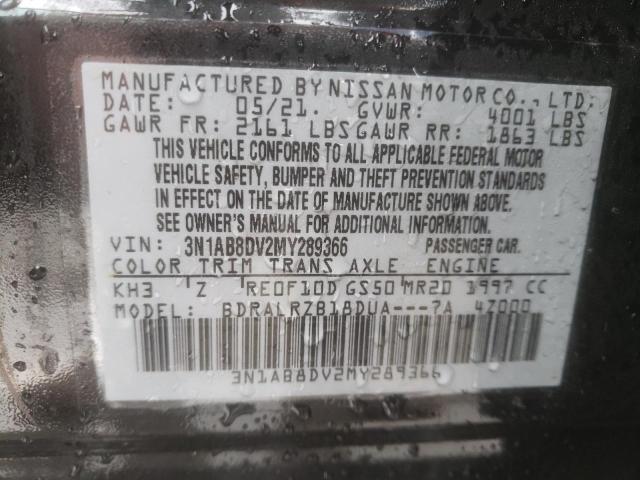 MANUFACTURED BY NISSAN MOTOR CO., LTD.
DATE: 05/21. GVWR: 4001 LBS
GAWR FR: 2161 LBS GAWR RR: 1863 LBS
THIS VEHICLE CONFORMS TO ALL APPLICABLE FEDERAL MOTOR
VEHICLE SAFETY, BUMPER AND THEFT PREVENTION STANDARDS
IN EFFECT ON THE DATE OF MANUFACTURE SHOWN ABOVE.
SEE OWNER'S MANUAL FOR ADDITIONAL INFORMATION.
VIN: 3N1AB8DV2MY289366 PASSENGER CAR.
COLOR TRIM TRANS AXLE ENGINE
KH3 Z RE0F10D GS50 MR20 1997 CC
MODEL: BDRALRZB18DUA---7A 4Z000
3N1AB8DV2MY289366